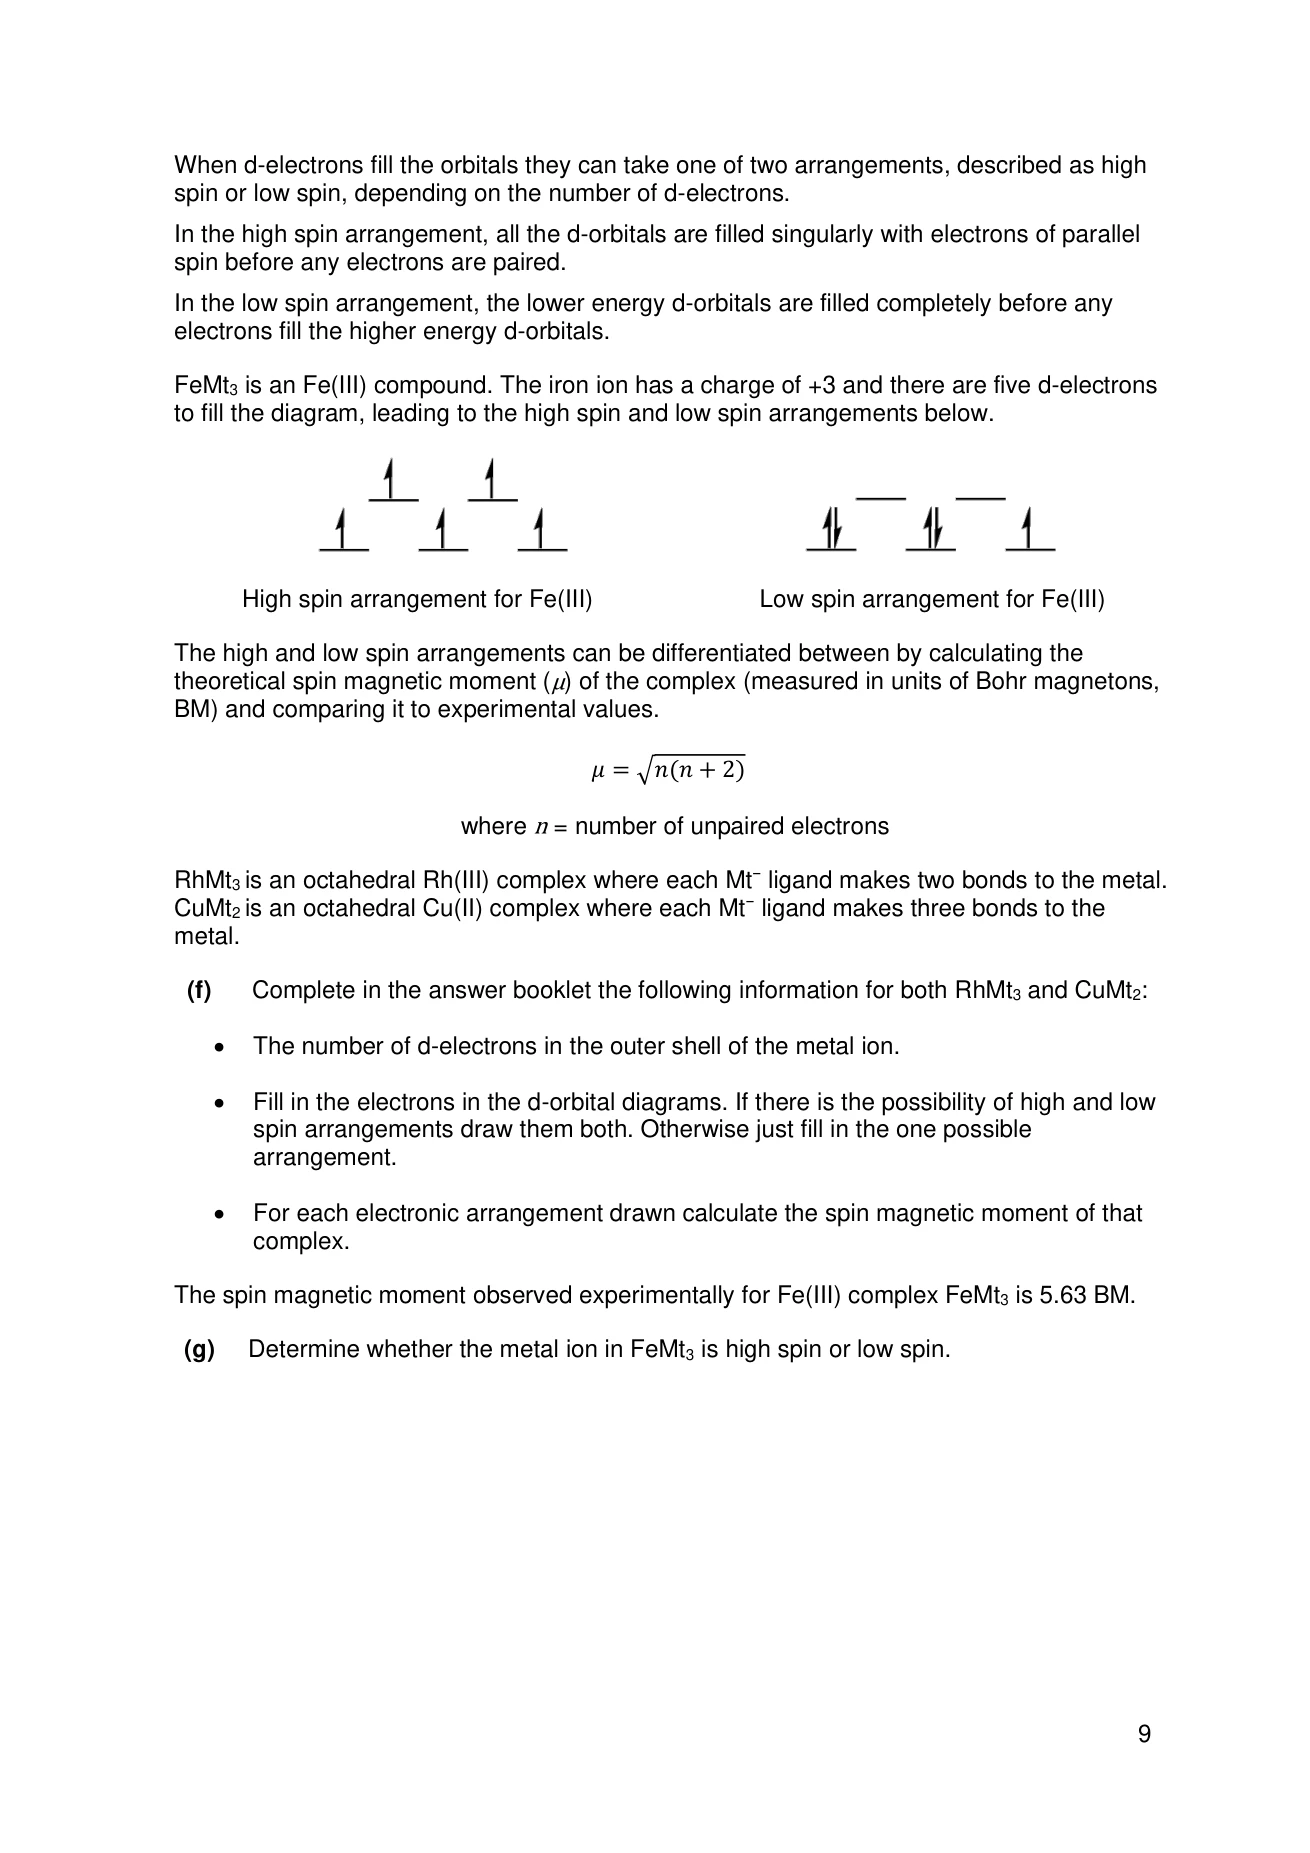 When d-electrons fill the orbitals they can take one of two arrangements, described as high
spin or low spin, depending on the number of d-electrons.
In the high spin arrangement, all the d-orbitals are filled singularly with electrons of parallel
spin before any electrons are paired.
In the low spin arrangement, the lower energy d-orbitals are filled completely before any
electrons fill the higher energy d-orbitals.
FeMt₃ is an Fe(III) compound. The iron ion has a charge of +3 and there are five d-electrons
to fill the diagram, leading to the high spin and low spin arrangements below.
High spin arrangement for Fe(III) Low spin arrangement for Fe(III)
The high and low spin arrangements can be differentiated between by calculating the
theoretical spin magnetic moment (μ) of the complex (measured in units of Bohr magnetons,
BM) and comparing it to experimental values.
μ = √n(n + 2)
where n = number of unpaired electrons
RhMt₃ is an octahedral Rh(III) complex where each Mt⁻ ligand makes two bonds to the metal.
CuMt₂ is an octahedral Cu(II) complex where each Mt⁻ ligand makes three bonds to the
metal.
(f) Complete in the answer booklet the following information for both RhMt₃ and CuMt₂:
• The number of d-electrons in the outer shell of the metal ion.
• Fill in the electrons in the d-orbital diagrams. If there is the possibility of high and low
spin arrangements draw them both. Otherwise just fill in the one possible
arrangement.
• For each electronic arrangement drawn calculate the spin magnetic moment of that
complex.
The spin magnetic moment observed experimentally for Fe(III) complex FeMt₃ is 5.63 BM.
(g) Determine whether the metal ion in FeMt₃ is high spin or low spin.
9